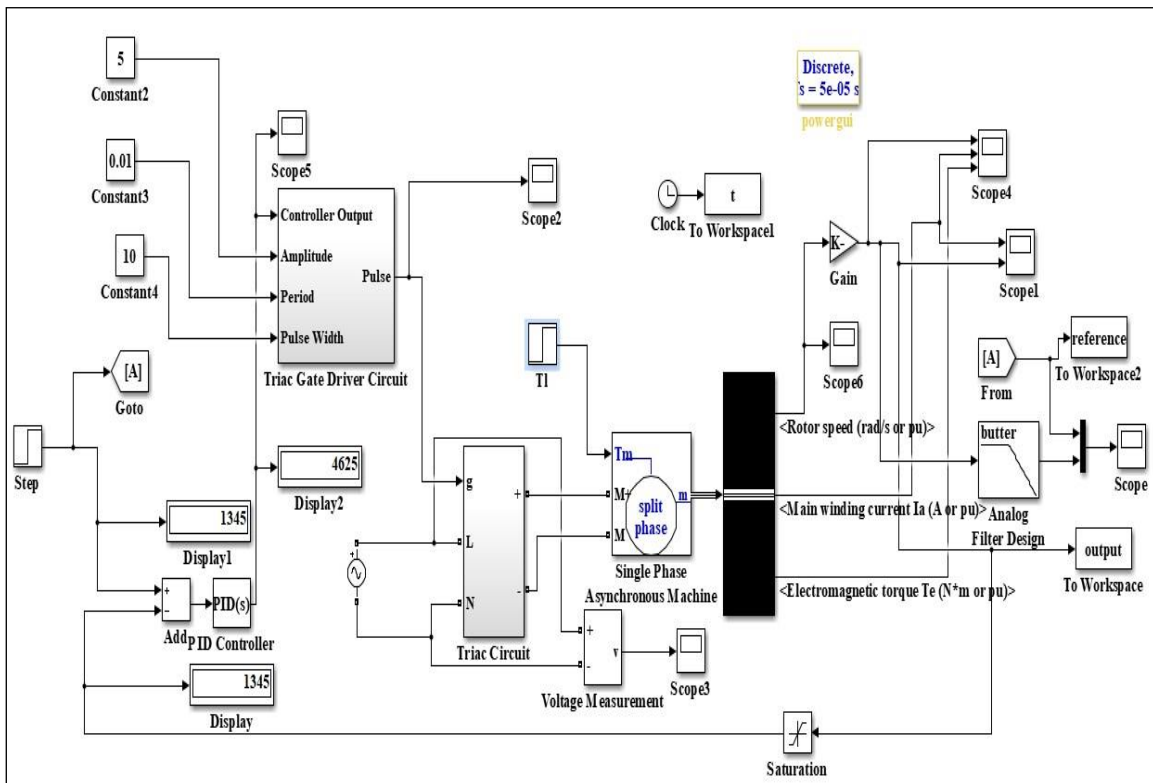 5
Constant2
0.01
Constant3
10
Constant4
Scope5
Controller Output
Amplitude
Period
Pulse Width
Pulse
Triac Gate Driver Circuit
Scope2
Discrete,
s = 5e-05 s
powergui
Clock
t
To Workspace1
K-
Gain
Scope4
Scope1
Scope6
[A]
From
reference
To Workspace2
[A]
Goto
Step
1345
Display1
4625
Display2
+
−
Add
PID(s)
PID Controller
1345
Display
+
g
L
N
+
-
Triac Circuit
T1
Tm
M+
M
m
split
phase
Single Phase
Asynchronous Machine
<Rotor speed (rad/s or pu)>
<Main winding current Ia (A or pu)>
<Electromagnetic torque Te (N*m or pu)>
butter
Analog
Filter Design
Scope
output
To Workspace
+
-
v
Voltage Measurement
Scope3
Saturation